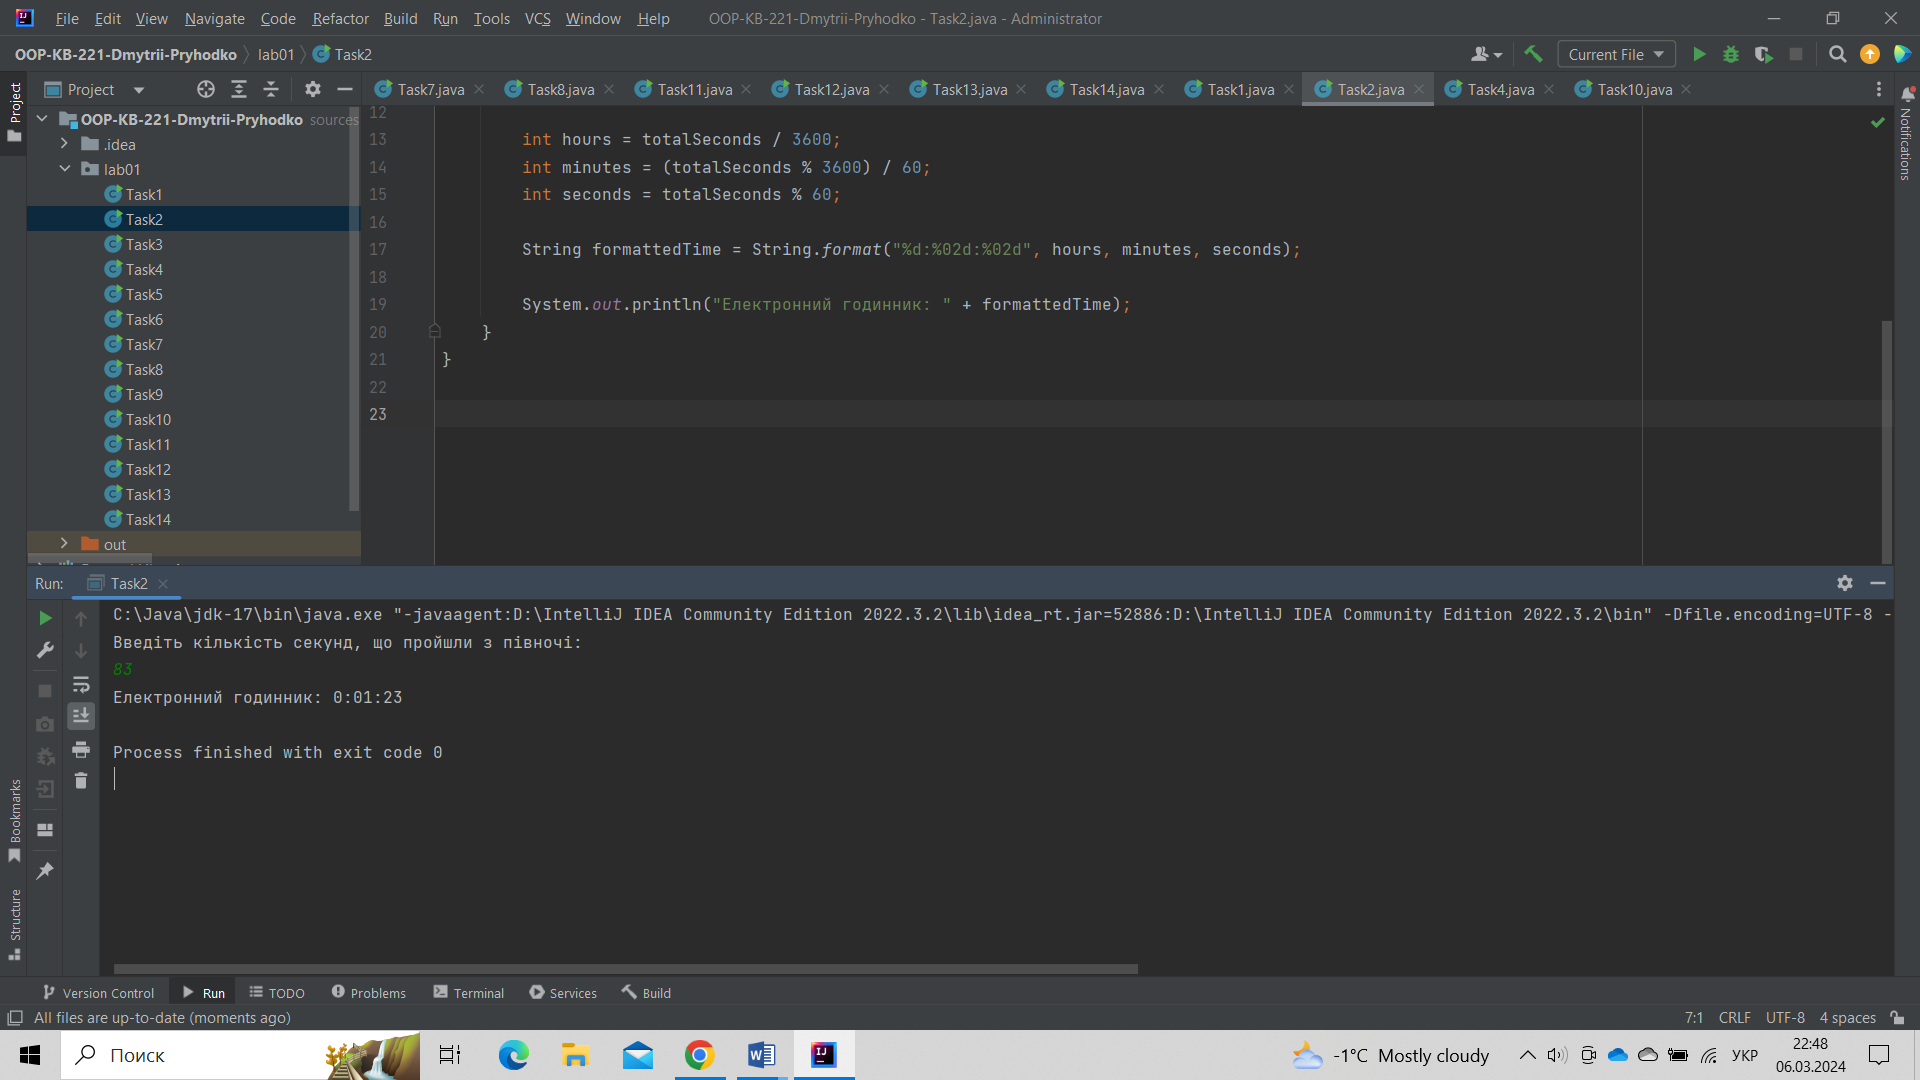 File Edit View Navigate Code Refactor Build Run Tools VCS Window Help OOP-KB-221-Dmytrii-Pryhodko - Task2.java - Administrator
OOP-KB-221-Dmytrii-Pryhodko lab01 Task2 Current File
Project Task7.java Task8.java Task11.java Task12.java Task13.java Task14.java Task1.java Task2.java Task4.java Task10.java
Project
Notifications
OOP-KB-221-Dmytrii-Pryhodko sources
.idea
lab01
Task1
Task2
Task3
Task4
Task5
Task6
Task7
Task8
Task9
Task10
Task11
Task12
Task13
Task14
out
12
13 int hours = totalSeconds / 3600;
14 int minutes = (totalSeconds % 3600) / 60;
15 int seconds = totalSeconds % 60;
16
17 String formattedTime = String.format("%d:%02d:%02d", hours, minutes, seconds);
18
19 System.out.println("Електронний годинник: " + formattedTime);
20 }
21 }
22
23
Run: Task2
C:\Java\jdk-17\bin\java.exe "-javaagent:D:\IntelliJ IDEA Community Edition 2022.3.2\lib\idea_rt.jar=52886:D:\IntelliJ IDEA Community Edition 2022.3.2\bin" -Dfile.encoding=UTF-8 -
Введіть кількість секунд, що пройшли з півночі:
83
Електронний годинник: 0:01:23
Process finished with exit code 0
Bookmarks
Structure
Version Control Run TODO Problems Terminal Services Build
All files are up-to-date (moments ago) 7:1 CRLF UTF-8 4 spaces
Поиск -1°C Mostly cloudy УКР 22:48
06.03.2024